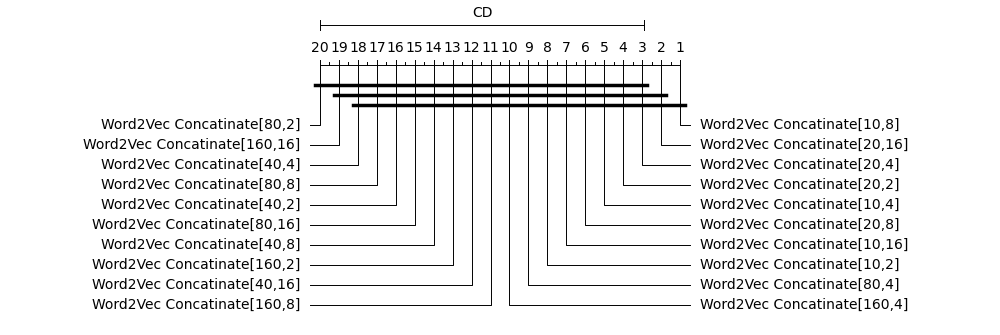 CD
20 19 18 17 16 15 14 13 12 11 10 9 8 7 6 5 4 3 2 1
Word2Vec Concatinate[80,2] Word2Vec Concatinate[10,8]
Word2Vec Concatinate[160,16] Word2Vec Concatinate[20,16]
Word2Vec Concatinate[40,4] Word2Vec Concatinate[20,4]
Word2Vec Concatinate[80,8] Word2Vec Concatinate[20,2]
Word2Vec Concatinate[40,2] Word2Vec Concatinate[10,4]
Word2Vec Concatinate[80,16] Word2Vec Concatinate[20,8]
Word2Vec Concatinate[40,8] Word2Vec Concatinate[10,16]
Word2Vec Concatinate[160,2] Word2Vec Concatinate[10,2]
Word2Vec Concatinate[40,16] Word2Vec Concatinate[80,4]
Word2Vec Concatinate[160,8] Word2Vec Concatinate[160,4]